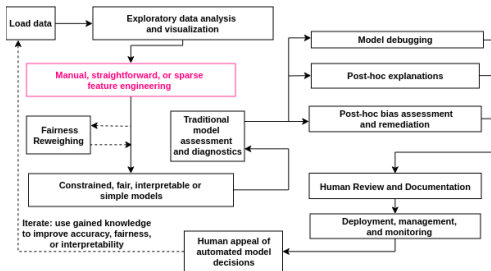 Load data
Exploratory data analysis
and visualization
Manual, straightforward, or sparse
feature engineering
Fairness
Reweighing
Constrained, fair, interpretable or
simple models
Traditional
model
assessment
and diagnostics
Model debugging
Post-hoc explanations
Post-hoc bias assessment
and remediation
Human Review and Documentation
Deployment, management,
and monitoring
Human appeal of
automated model
decisions
Iterate: use gained knowledge
to improve accuracy, fairness,
or interpretability